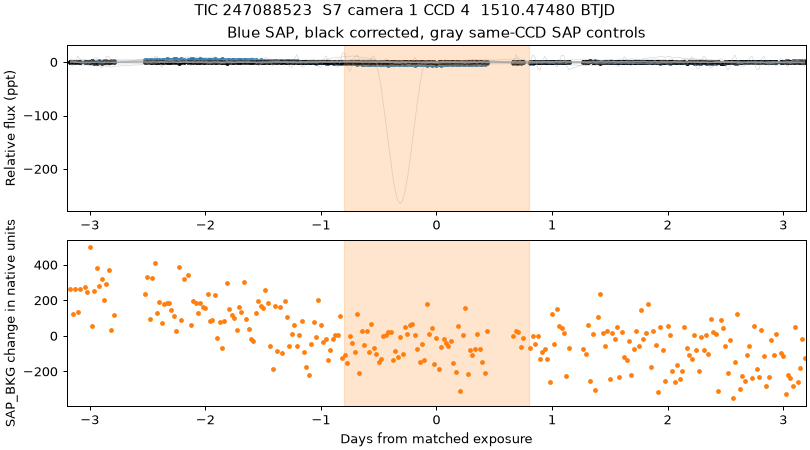 TIC 247088523  S7 camera 1 CCD 4  1510.47480 BTJD
Blue SAP, black corrected, gray same-CCD SAP controls
Relative flux (ppt)
0
−100
−200
−3 −2 −1 0 1 2 3
SAP_BKG change in native units
400
200
0
−200
−3 −2 −1 0 1 2 3
Days from matched exposure